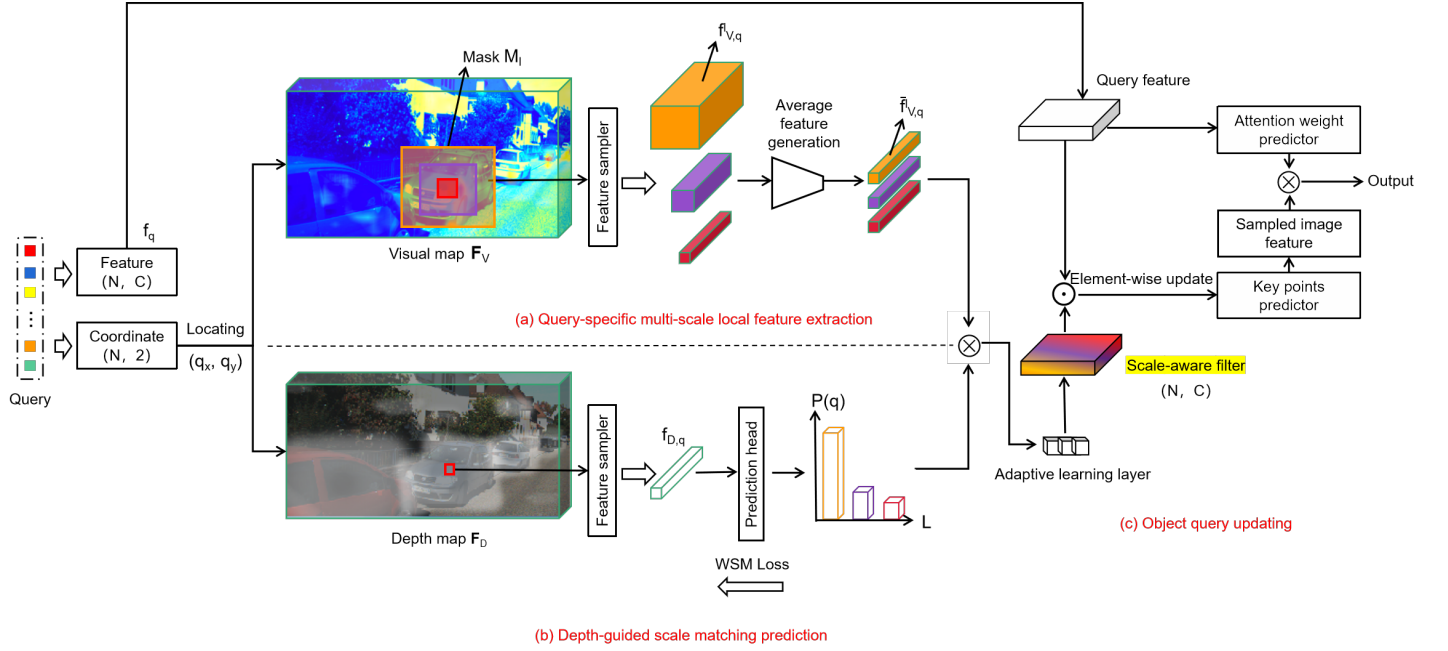 f^l_{V,q}
Mask M_l
Query feature
Average
feature
generation
f̄^l_{V,q}
Attention weight
predictor
Feature sampler
Output
Sampled image
feature
f_q
Visual map F_V
Feature
(N, C)
Element-wise update
Key points
predictor
(a) Query-specific multi-scale local feature extraction
Locating
Coordinate
(N, 2)
(q_x, q_y)
Query
Scale-aware filter
(N, C)
P(q)
Feature sampler
f_{D,q}
Prediction head
L
Adaptive learning layer
Depth map F_D
(c) Object query updating
WSM Loss
(b) Depth-guided scale matching prediction